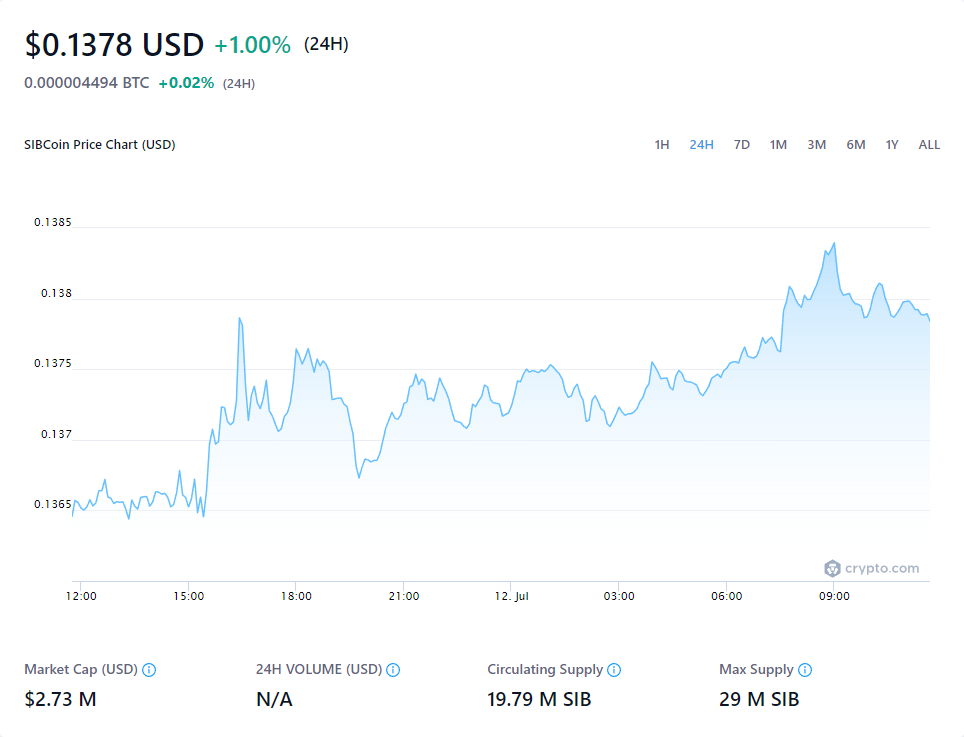 $0.1378 USD +1.00% (24H)
0.000004494 BTC +0.02% (24H)
SIBCoin Price Chart (USD) 1H 24H 7D 1M 3M 6M 1Y ALL
0.1385
0.138
0.1375
0.137
0.1365
crypto.com
12:00 15:00 18:00 21:00 12. Jul 03:00 06:00 09:00
Market Cap (USD) 24H VOLUME (USD) Circulating Supply Max Supply
$2.73 M N/A 19.79 M SIB 29 M SIB